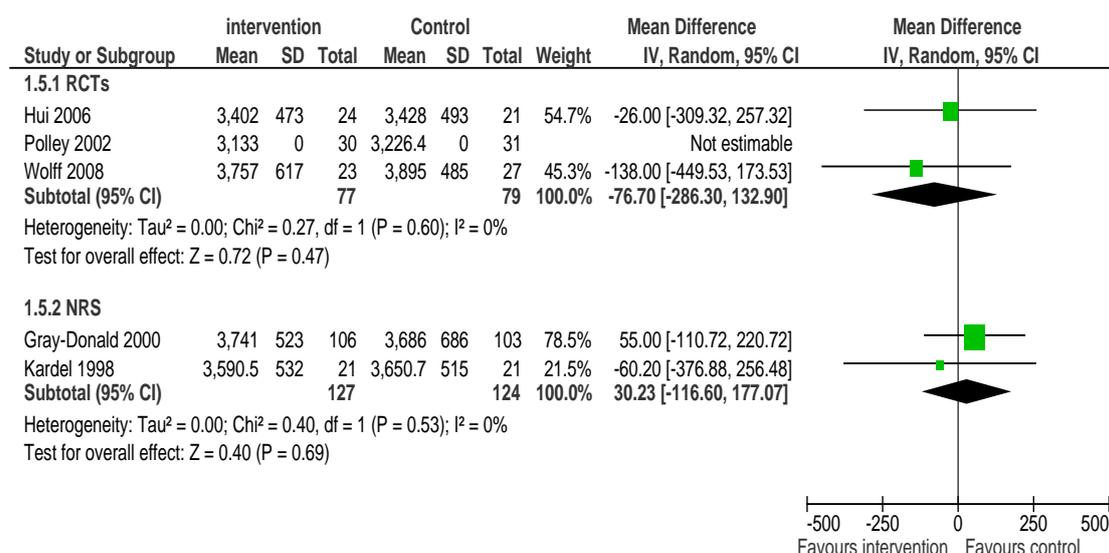 intervention Control Mean Difference Mean Difference
Study or Subgroup Mean SD Total Mean SD Total Weight IV, Random, 95% CI IV, Random, 95% CI
1.5.1 RCTs
Hui 2006 3,402 473 24 3,428 493 21 54.7% -26.00 [-309.32, 257.32]
Polley 2002 3,133 0 30 3,226.4 0 31 Not estimable
Wolff 2008 3,757 617 23 3,895 485 27 45.3% -138.00 [-449.53, 173.53]
Subtotal (95% CI) 77 79 100.0% -76.70 [-286.30, 132.90]
Heterogeneity: Tau² = 0.00; Chi² = 0.27, df = 1 (P = 0.60); I² = 0%
Test for overall effect: Z = 0.72 (P = 0.47)
1.5.2 NRS
Gray-Donald 2000 3,741 523 106 3,686 686 103 78.5% 55.00 [-110.72, 220.72]
Kardel 1998 3,590.5 532 21 3,650.7 515 21 21.5% -60.20 [-376.88, 256.48]
Subtotal (95% CI) 127 124 100.0% 30.23 [-116.60, 177.07]
Heterogeneity: Tau² = 0.00; Chi² = 0.40, df = 1 (P = 0.53); I² = 0%
Test for overall effect: Z = 0.40 (P = 0.69)
-500 -250 0 250 500
Favours intervention Favours control